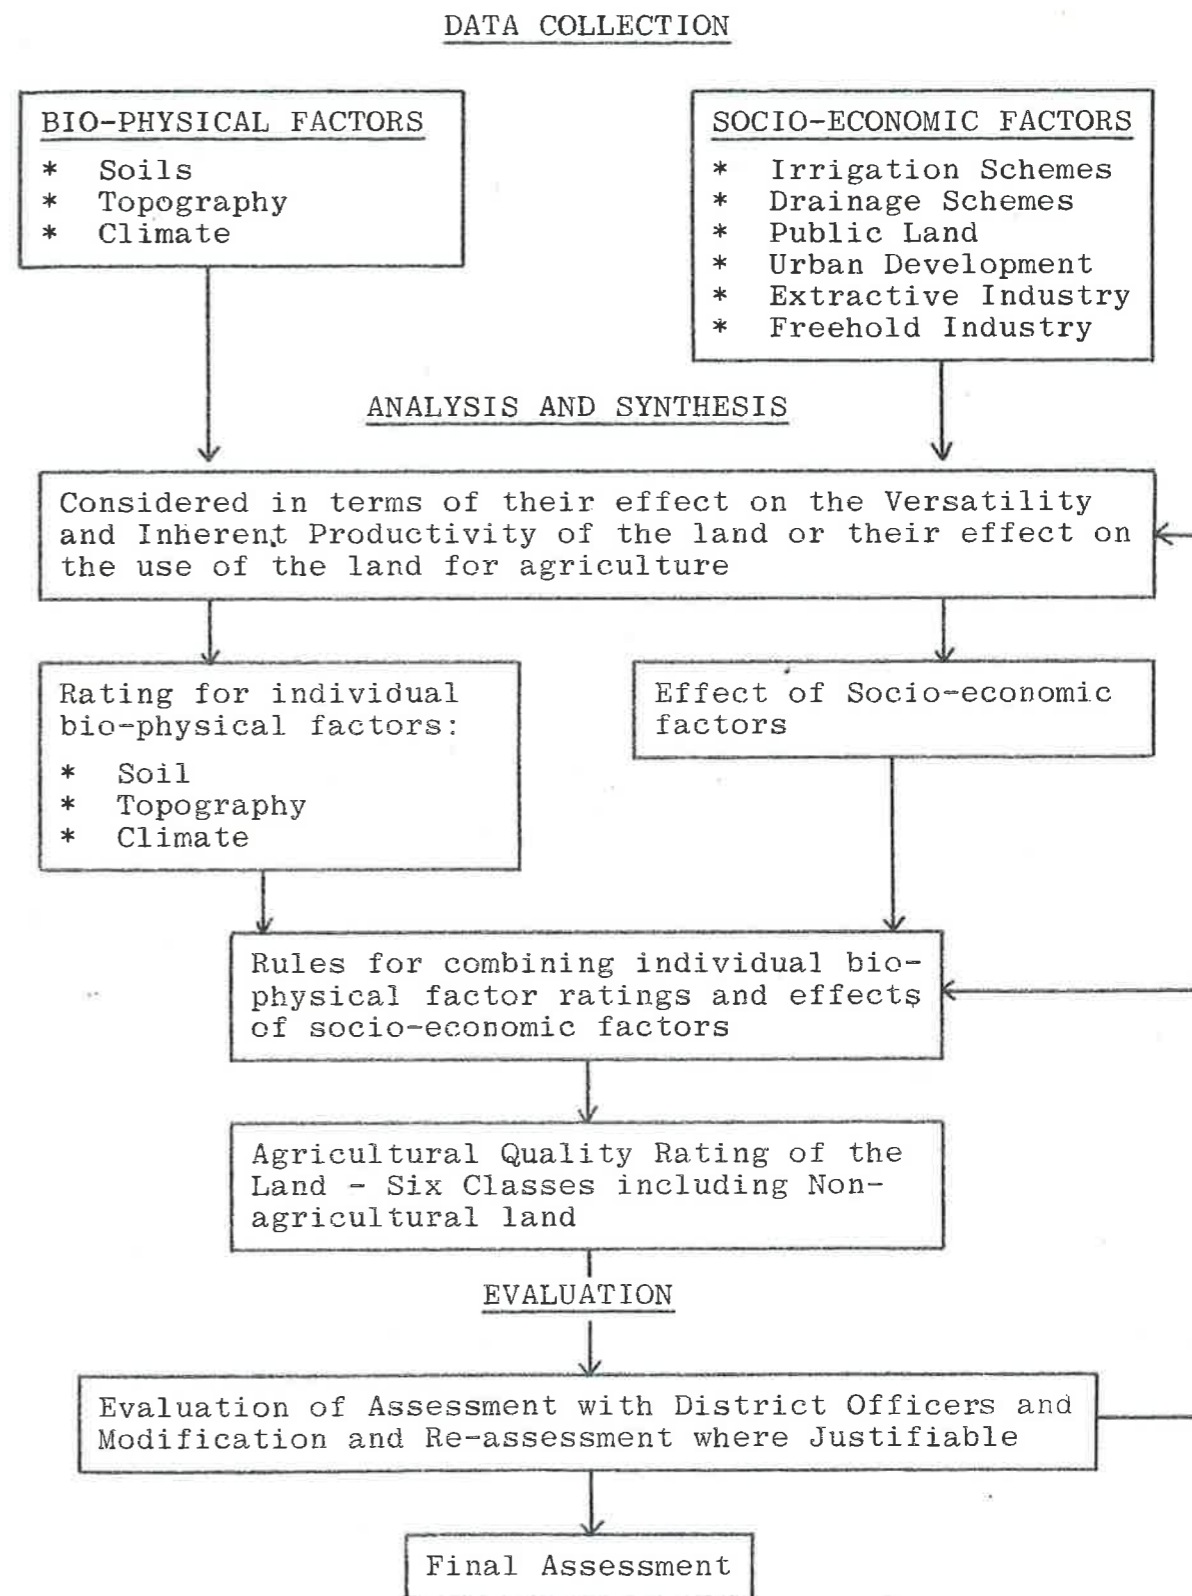 DATA COLLECTION
BIO-PHYSICAL FACTORS
* Soils
* Topography
* Climate
SOCIO-ECONOMIC FACTORS
* Irrigation Schemes
* Drainage Schemes
* Public Land
* Urban Development
* Extractive Industry
* Freehold Industry
ANALYSIS AND SYNTHESIS
Considered in terms of their effect on the Versatility
and Inherent Productivity of the land or their effect on
the use of the land for agriculture
Rating for individual
bio-physical factors:
* Soil
* Topography
* Climate
Effect of Socio-economic
factors
Rules for combining individual bio-
physical factor ratings and effects
of socio-economic factors
Agricultural Quality Rating of the
Land - Six Classes including Non-
agricultural land
EVALUATION
Evaluation of Assessment with District Officers and
Modification and Re-assessment where Justifiable
Final Assessment